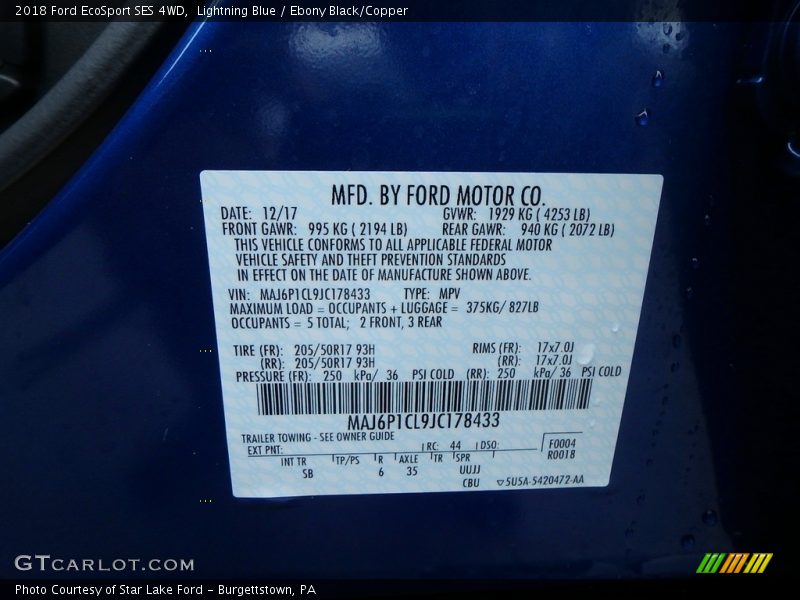 2018 Ford EcoSport SES 4WD,  Lightning Blue / Ebony Black/Copper
MFD. BY FORD MOTOR CO.
DATE: 12/17 GVWR: 1929 KG ( 4253 LB)
FRONT GAWR: 995 KG ( 2194 LB) REAR GAWR: 940 KG ( 2072 LB)
THIS VEHICLE CONFORMS TO ALL APPLICABLE FEDERAL MOTOR
VEHICLE SAFETY AND THEFT PREVENTION STANDARDS
IN EFFECT ON THE DATE OF MANUFACTURE SHOWN ABOVE.
VIN: MAJ6P1CL9JC178433 TYPE: MPV
MAXIMUM LOAD = OCCUPANTS + LUGGAGE = 375KG/ 827LB
OCCUPANTS = 5 TOTAL; 2 FRONT, 3 REAR
TIRE (FR): 205/50R17 93H RIMS (FR): 17x7.0J
(RR): 205/50R17 93H (RR): 17x7.0J
PRESSURE (FR): 250 kPa/ 36 PSI COLD (RR): 250 kPa/ 36 PSI COLD
MAJ6P1CL9JC178433
TRAILER TOWING - SEE OWNER GUIDE
EXT PNT: RC: 44 DSO: F0004
R0018
INT TR TP/PS R AXLE TR SPR
SB 6 35 UUJJ
CBU 5U5A-5420472-AA
GTCARLOT.COM
Photo Courtesy of Star Lake Ford - Burgettstown, PA